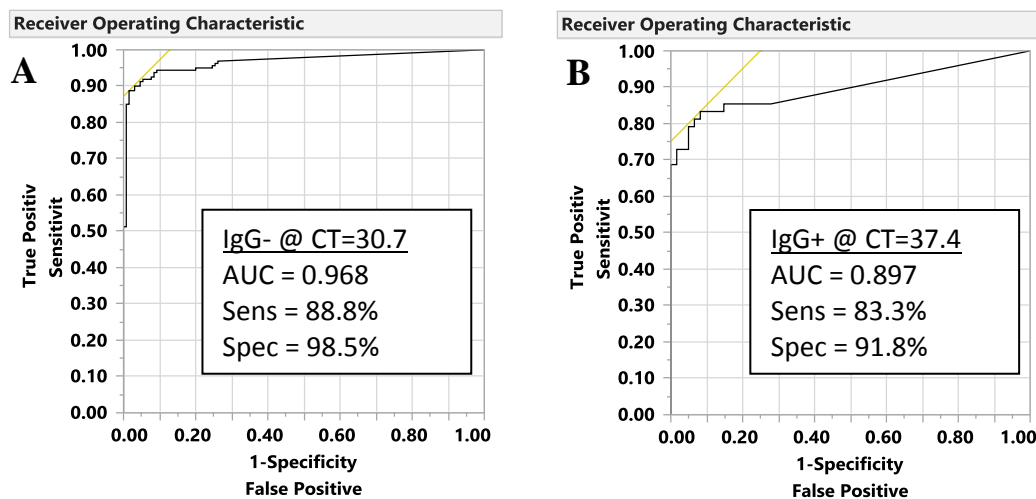 Receiver Operating Characteristic
A
1.00
0.90
0.80
0.70
0.60
0.50
0.40
0.30
0.20
0.10
0.00
True Positiv
Sensitivit
IgG- @ CT=30.7
AUC = 0.968
Sens = 88.8%
Spec = 98.5%
0.00 0.20 0.40 0.60 0.80 1.00
1-Specificity
False Positive
Receiver Operating Characteristic
B
1.00
0.90
0.80
0.70
0.60
0.50
0.40
0.30
0.20
0.10
0.00
True Positiv
Sensitivit
IgG+ @ CT=37.4
AUC = 0.897
Sens = 83.3%
Spec = 91.8%
0.00 0.20 0.40 0.60 0.80 1.00
1-Specificity
False Positive